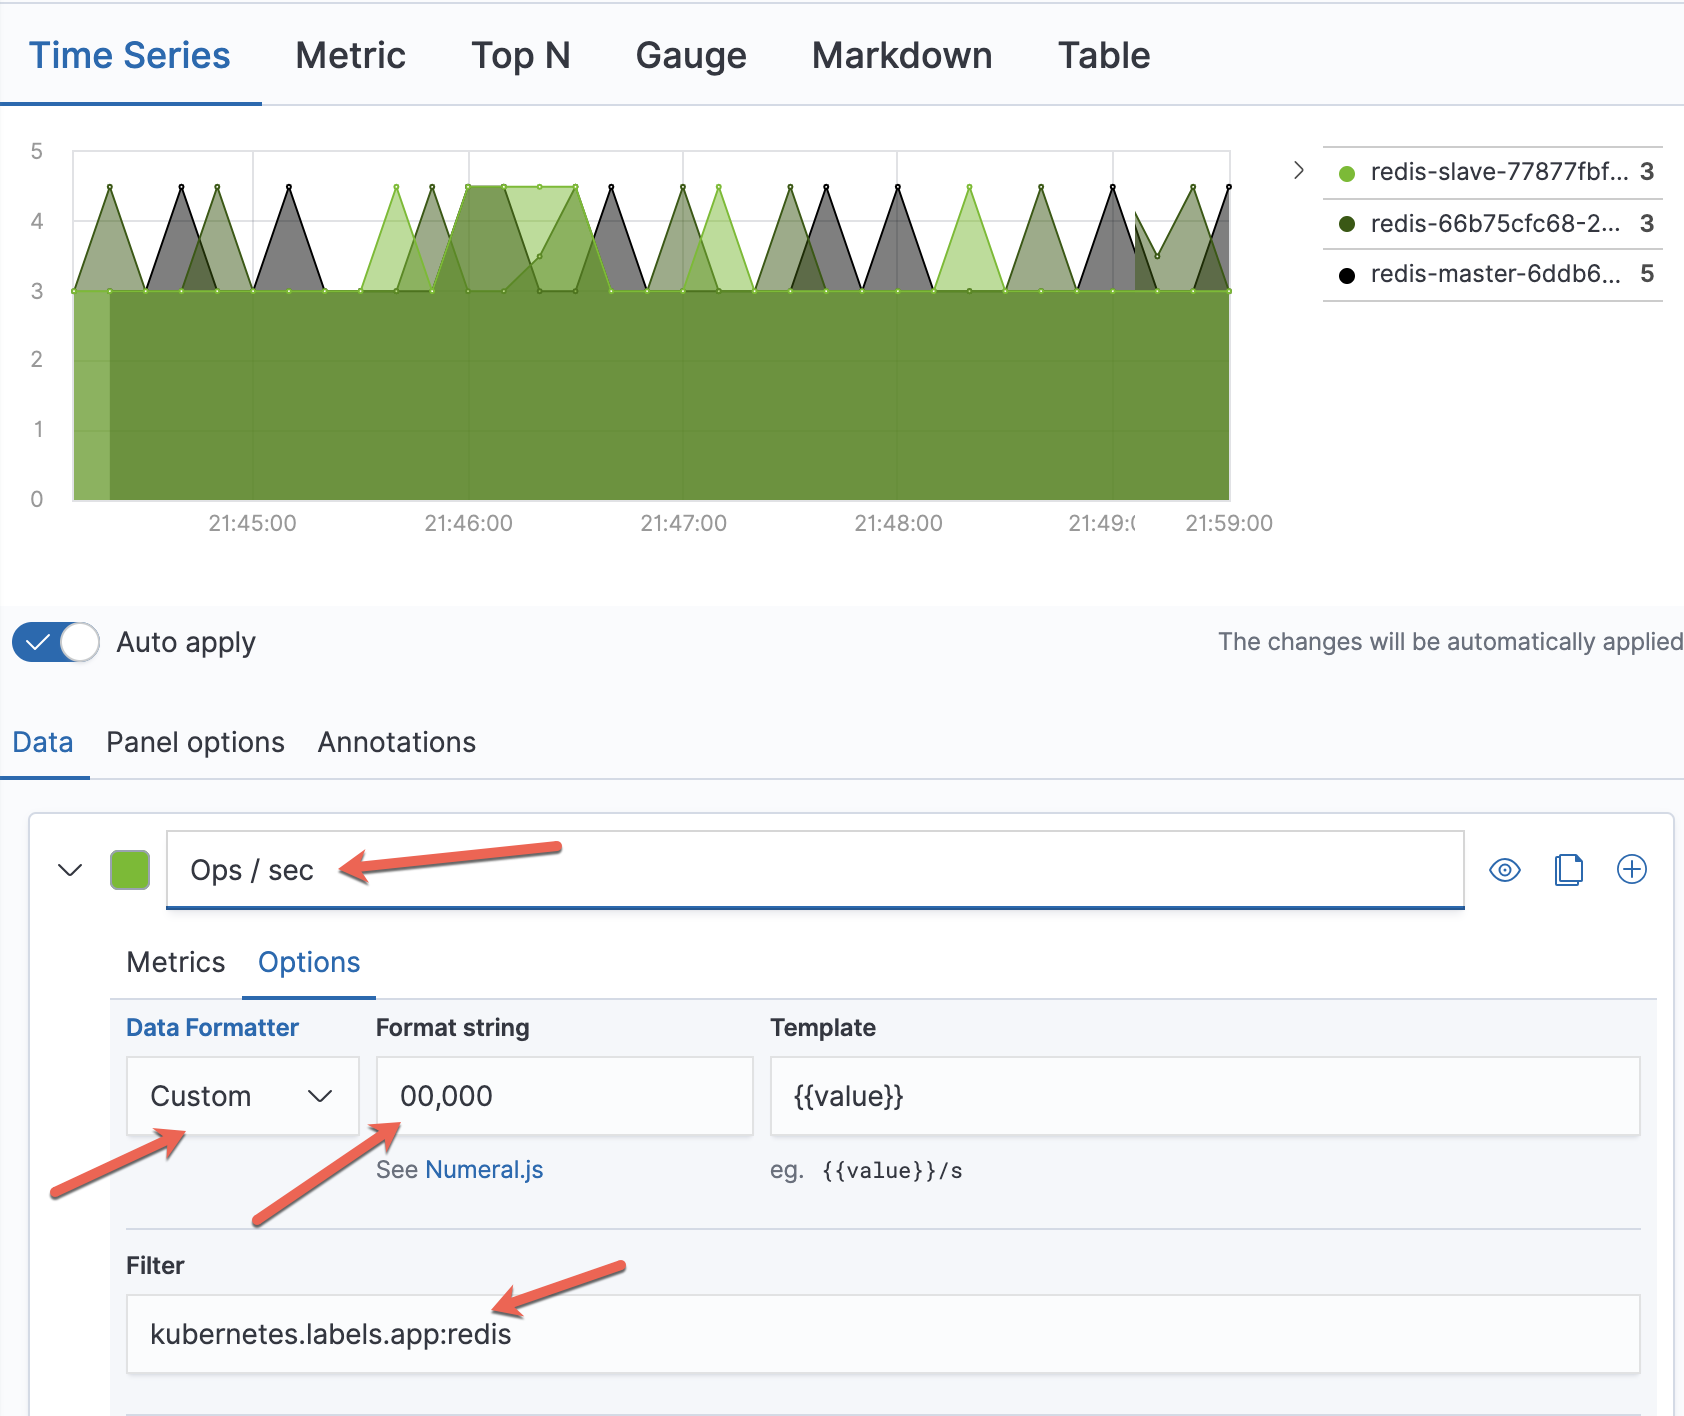 Time Series Metric Top N Gauge Markdown Table
5
4
3
2
1
0
21:45:00 21:46:00 21:47:00 21:48:00 21:49:0 21:59:00
redis-slave-77877fbf... 3
redis-66b75cfc68-2... 3
redis-master-6ddb6... 5
Auto apply
The changes will be automatically applied
Data Panel options Annotations
Ops / sec
Metrics Options
Data Formatter Format string Template
Custom 00,000 {{value}}
See Numeral.js eg. {{value}}/s
Filter
kubernetes.labels.app:redis